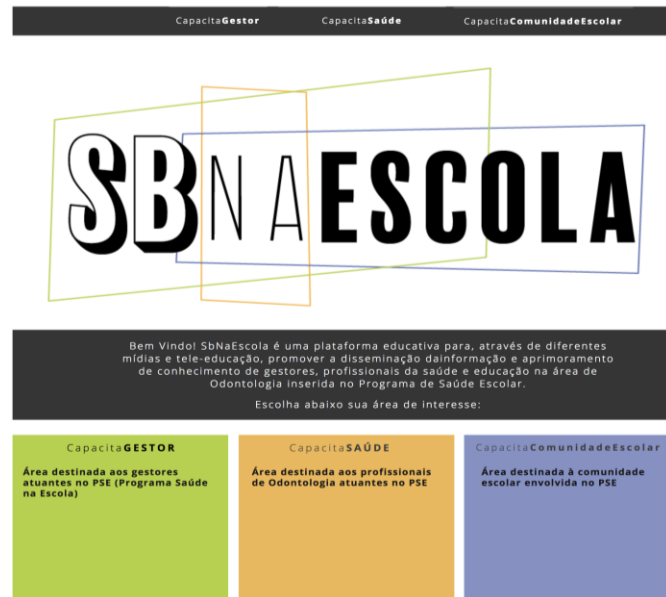 CapacitaGestor CapacitaSaúde CapacitaComunidadeEscolar
SBNAESCOLA
Bem Vindo! SbNaEscola é uma plataforma educativa para, através de diferentes
mídias e tele-educação, promover a disseminação dainformação e aprimoramento
de conhecimento de gestores, profissionais da saúde e educação na área de
Odontologia inserida no Programa de Saúde Escolar.
Escolha abaixo sua área de interesse:
CapacitaGESTOR
Área destinada aos gestores
atuantes no PSE (Programa Saúde
na Escola)
CapacitaSAÚDE
Área destinada aos profissionais
de Odontologia atuantes no PSE
CapacitaComunidadeEscolar
Área destinada à comunidade
escolar envolvida no PSE